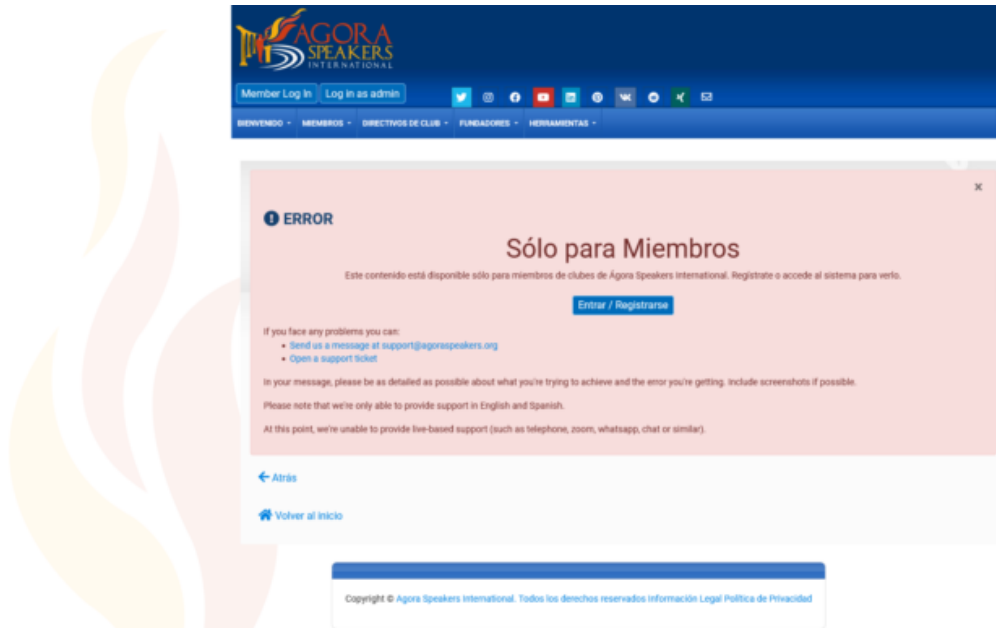 AGORA
SPEAKERS
INTERNATIONAL
Member Log In Log in as admin
BIENVENIDO MIEMBROS DIRECTIVOS DE CLUB FUNDADORES HERRAMIENTAS
×
ERROR
Sólo para Miembros
Este contenido está disponible sólo para miembros de clubes de Ágora Speakers International. Regístrate o accede al sistema para verlo.
Entrar / Registrarse
If you face any problems you can:
• Send us a message at support@agoraspeakers.org
• Open a support ticket
In your message, please be as detailed as possible about what you're trying to achieve and the error you're getting. Include screenshots if possible.
Please note that we're only able to provide support in English and Spanish.
At this point, we're unable to provide live-based support (such as telephone, zoom, whatsapp, chat or similar).
Atrás
Volver al inicio
Copyright © Agora Speakers International. Todos los derechos reservados Información Legal Política de Privacidad